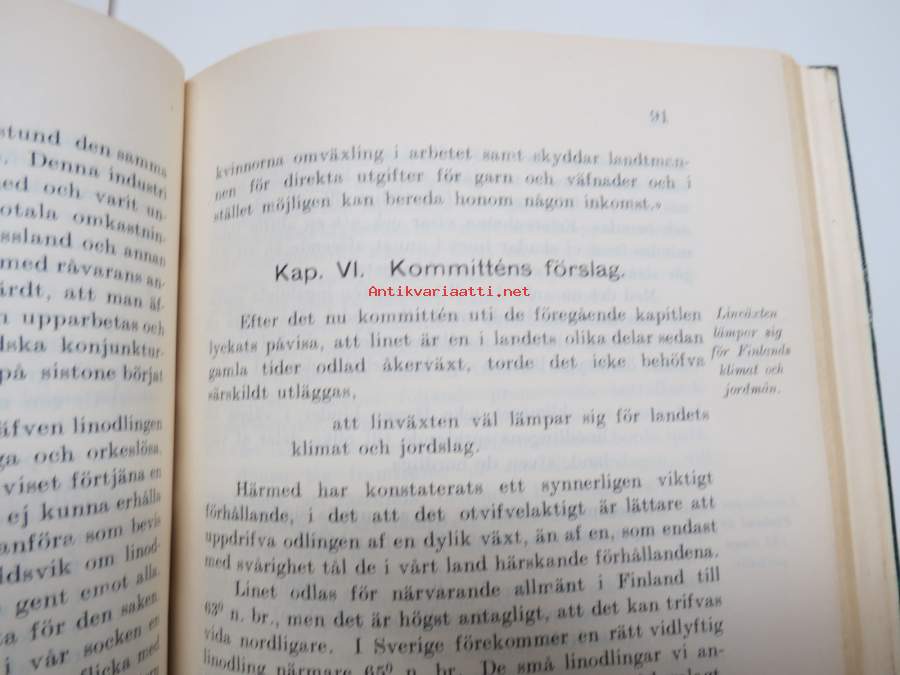 stund den samma
Denna industri
ed och varit un-
otala omkastnin-
ssland och annan
med råvarans an-
ärdt, att man äf-
n upparbetas och
dska konjunktur-
på sistone börjat
äfven linodlingen
ga och orkeslösa,
viset förtjäna en
ej kunna erhålla
anföra som bevis
ldsvik om linod-
gent emot alla.
ta för den saken.
i vår socken en
flicka med
91
kvinnorna omväxling i arbetet samt skyddar landtmen-
nen för direkta utgifter för garn och väfnader och i
stället möjligen kan bereda honom någon inkomst.»
Kap. VI. Kommitténs förslag.
Antikvariaatti.net
Efter det nu kommittén uti de föregående kapitlen
lyckats påvisa, att linet är en i landets olika delar sedan
gamla tider odlad åkerväxt, torde det icke behöfva
särskildt utläggas,
Linväxten
lämpar sig
för Finlands
klimat och
jordmån.
att linväxten väl lämpar sig för landets
klimat och jordslag.
Härmed har konstaterats ett synnerligen viktigt
förhållande, i det att det otvifvelaktigt är lättare att
uppdrifva odlingen af en dylik växt, än af en, som endast
med svårighet tål de i vårt land härskande förhållandena.
Linet odlas för närvarande allmänt i Finland till
63⁰ n. br., men det är högst antagligt, att det kan trifvas
vida nordligare. I Sverige förekommer en rätt vidlyftig
linodling närmare 65⁰ n. br. De små linodlingar vi an-